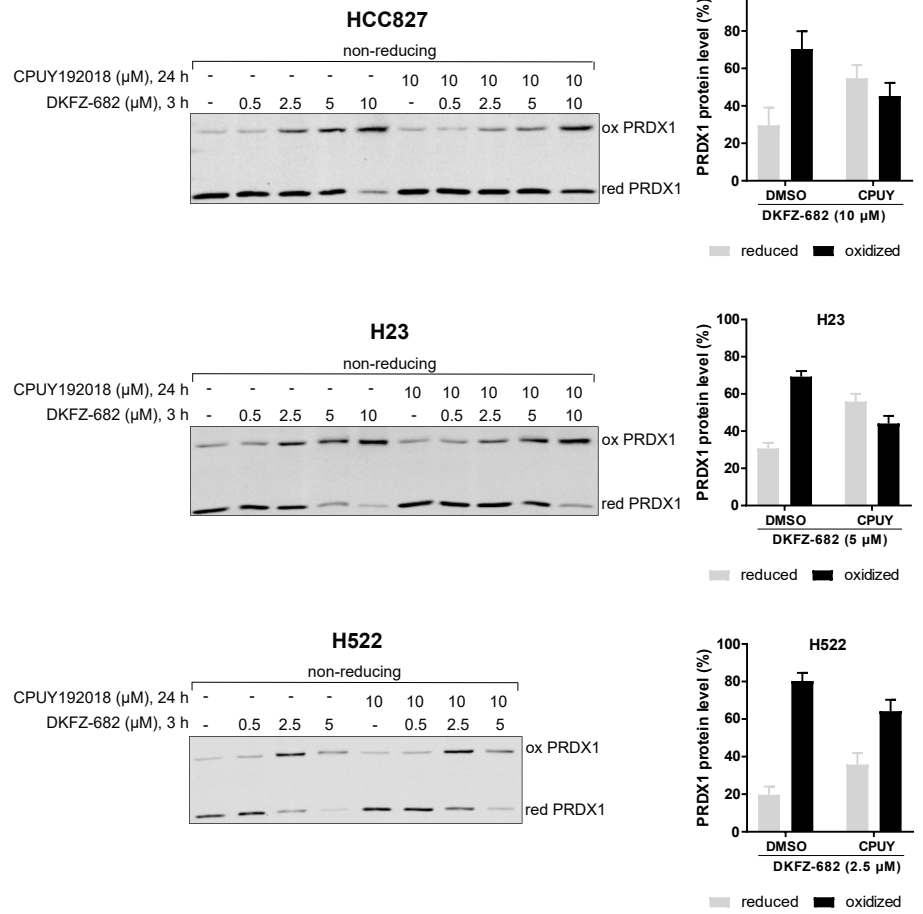 HCC827
non-reducing
CPUY192018 (µM), 24 h - - - - - 10 10 10 10 10
DKFZ-682 (µM), 3 h - 0.5 2.5 5 10 - 0.5 2.5 5 10
ox PRDX1
red PRDX1
PRDX1 protein level (%)
80
60
40
20
0
DMSO CPUY
DKFZ-682 (10 µM)
reduced oxidized
H23
non-reducing
CPUY192018 (µM), 24 h - - - - - 10 10 10 10 10
DKFZ-682 (µM), 3 h - 0.5 2.5 5 10 - 0.5 2.5 5 10
ox PRDX1
red PRDX1
H23
PRDX1 protein level (%)
100
80
60
40
20
0
DMSO CPUY
DKFZ-682 (5 µM)
reduced oxidized
H522
non-reducing
CPUY192018 (µM), 24 h - - - - 10 10 10 10
DKFZ-682 (µM), 3 h - 0.5 2.5 5 - 0.5 2.5 5
ox PRDX1
red PRDX1
H522
PRDX1 protein level (%)
100
80
60
40
20
0
DMSO CPUY
DKFZ-682 (2.5 µM)
reduced oxidized